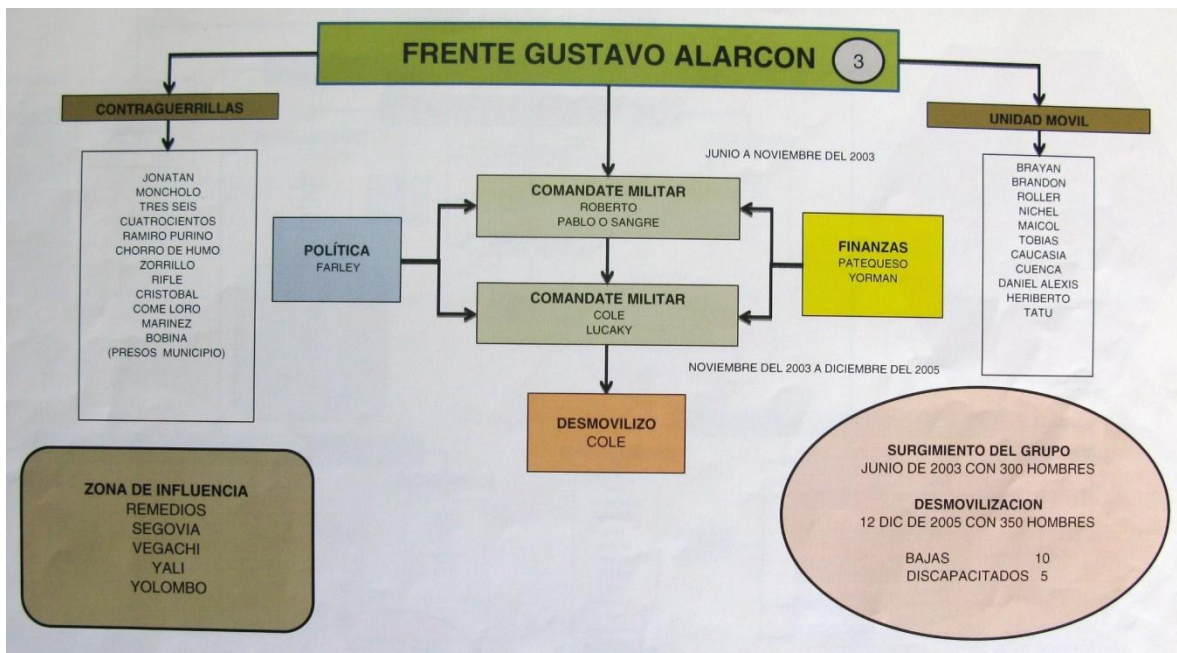 FRENTE GUSTAVO ALARCON 3
CONTRAGUERRILLAS
JONATAN
MONCHOLO
TRES SEIS
CUATROCIENTOS
RAMIRO PURINO
CHORRO DE HUMO
ZORRILLO
RIFLE
CRISTOBAL
COME LORO
MARINEZ
BOBINA
(PRESOS MUNICIPIO)
JUNIO A NOVIEMBRE DEL 2003
COMANDATE MILITAR
ROBERTO
PABLO O SANGRE
POLÍTICA
FARLEY
FINANZAS
PATEQUESO
YORMAN
COMANDATE MILITAR
COLE
LUCAKY
NOVIEMBRE DEL 2003 A DICIEMBRE DEL 2005
DESMOVILIZO
COLE
UNIDAD MOVIL
BRAYAN
BRANDON
ROLLER
NICHEL
MAICOL
TOBIAS
CAUCASIA
CUENCA
DANIEL ALEXIS
HERIBERTO
TATU
ZONA DE INFLUENCIA
REMEDIOS
SEGOVIA
VEGACHI
YALI
YOLOMBO
SURGIMIENTO DEL GRUPO
JUNIO DE 2003 CON 300 HOMBRES
DESMOVILIZACION
12 DIC DE 2005 CON 350 HOMBRES
BAJAS 10
DISCAPACITADOS 5